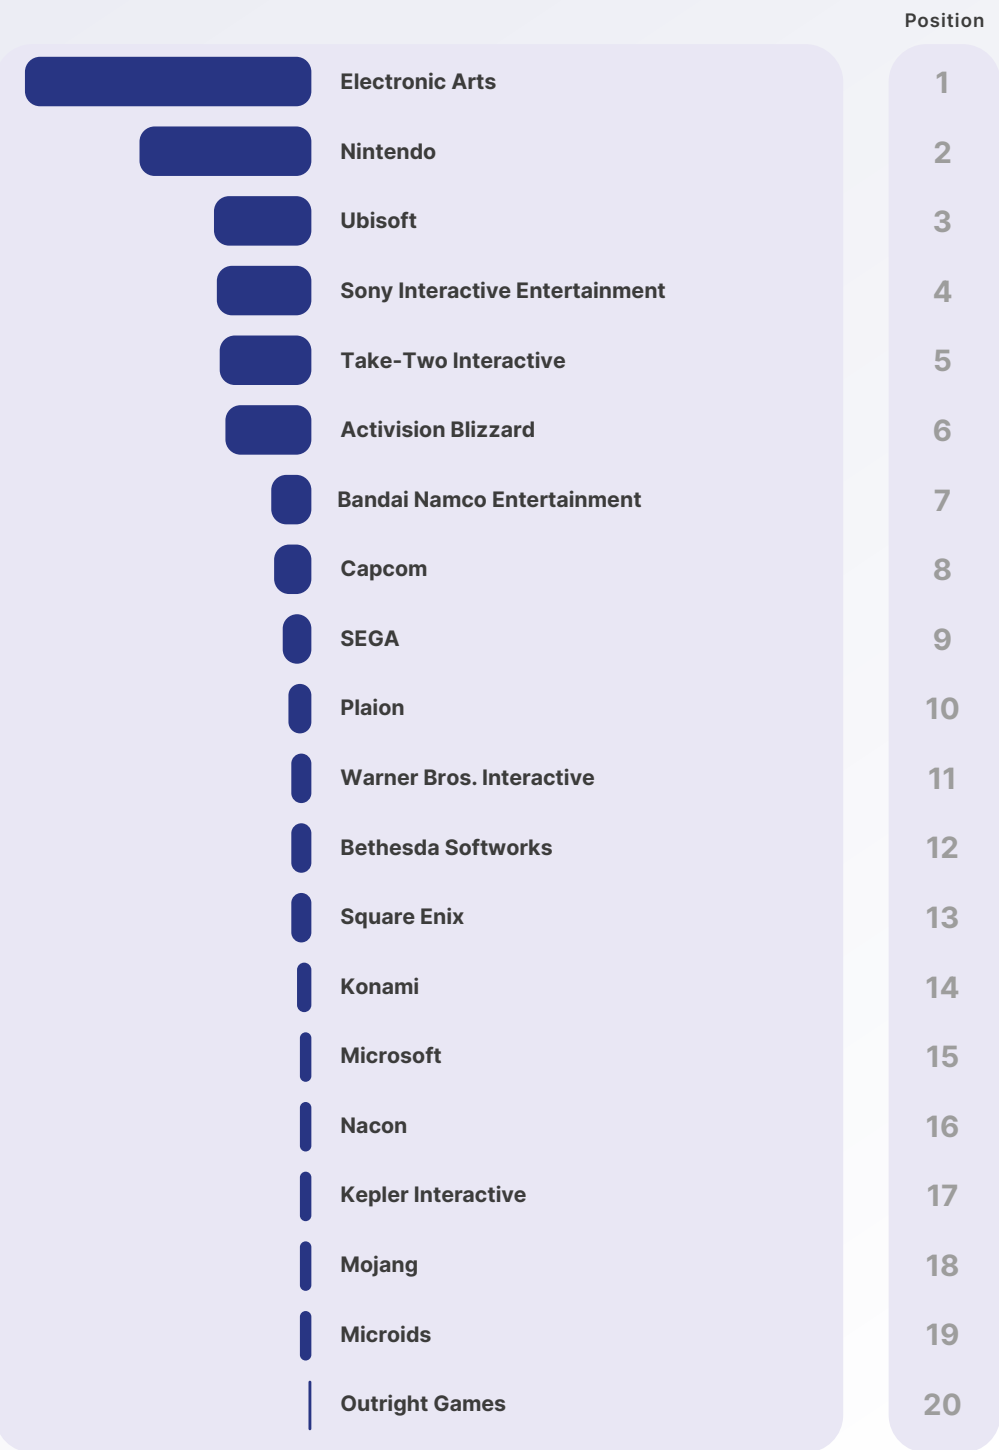 Position
Electronic Arts 1
Nintendo 2
Ubisoft 3
Sony Interactive Entertainment 4
Take-Two Interactive 5
Activision Blizzard 6
Bandai Namco Entertainment 7
Capcom 8
SEGA 9
Plaion 10
Warner Bros. Interactive 11
Bethesda Softworks 12
Square Enix 13
Konami 14
Microsoft 15
Nacon 16
Kepler Interactive 17
Mojang 18
Microids 19
Outright Games 20